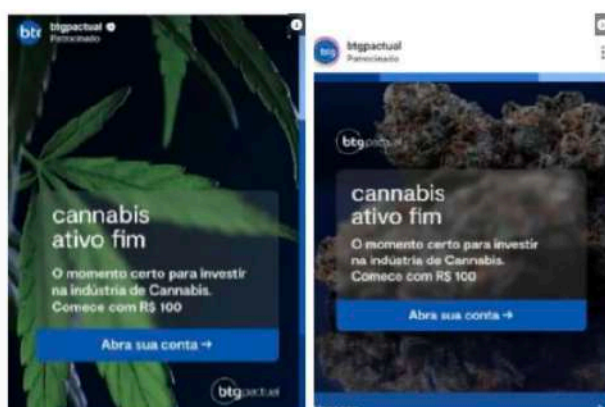 btg btgpactual
Patrocinado
cannabis
ativo fim
O momento certo para investir
na indústria de Cannabis.
Comece com R$ 100
Abra sua conta →
btgpactual
btg btgpactual
Patrocinado
btgpactual
cannabis
ativo fim
O momento certo para investir
na indústria de Cannabis.
Comece com R$ 100
Abra sua conta →